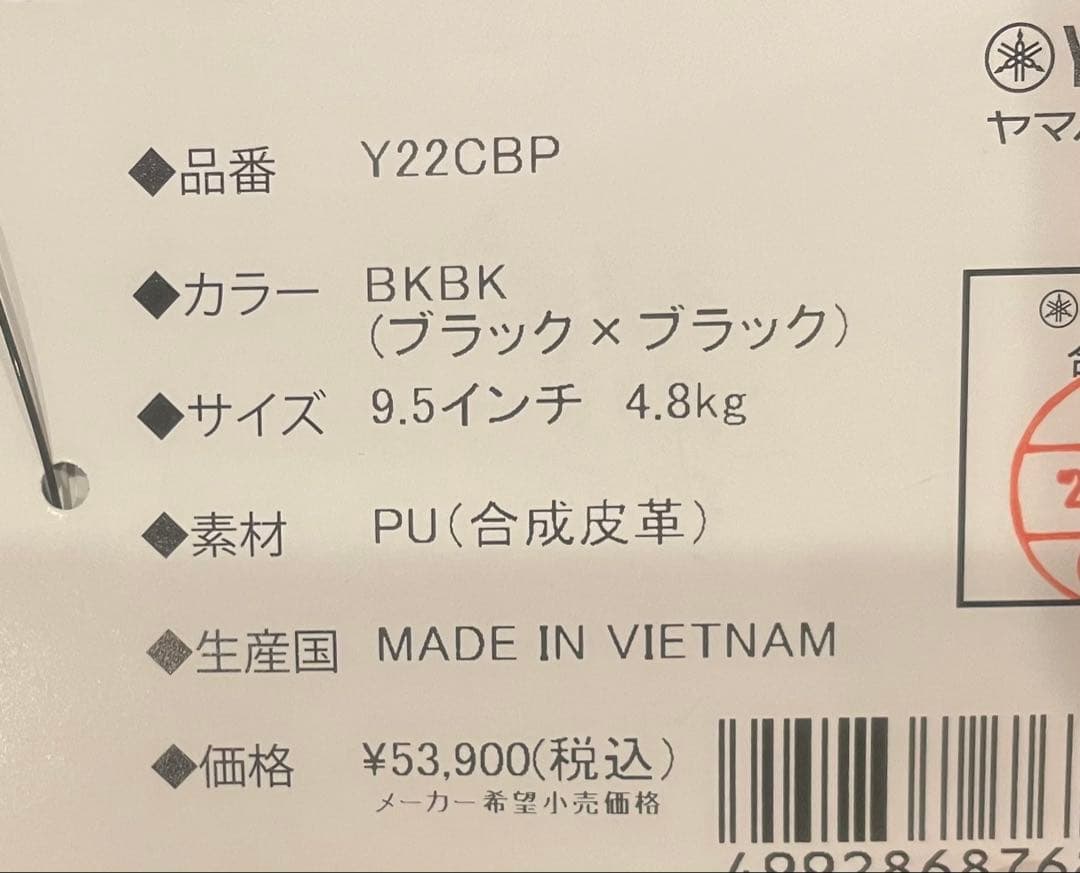 ヤマ
◆品番 Y22CBP
◆カラー BKBK
(ブラック×ブラック)
◆サイズ 9.5インチ 4.8kg
◆素材 PU(合成皮革)
◆生産国 MADE IN VIETNAM
◆価格 ¥53,900(税込)
メーカー希望小売価格
4992868768